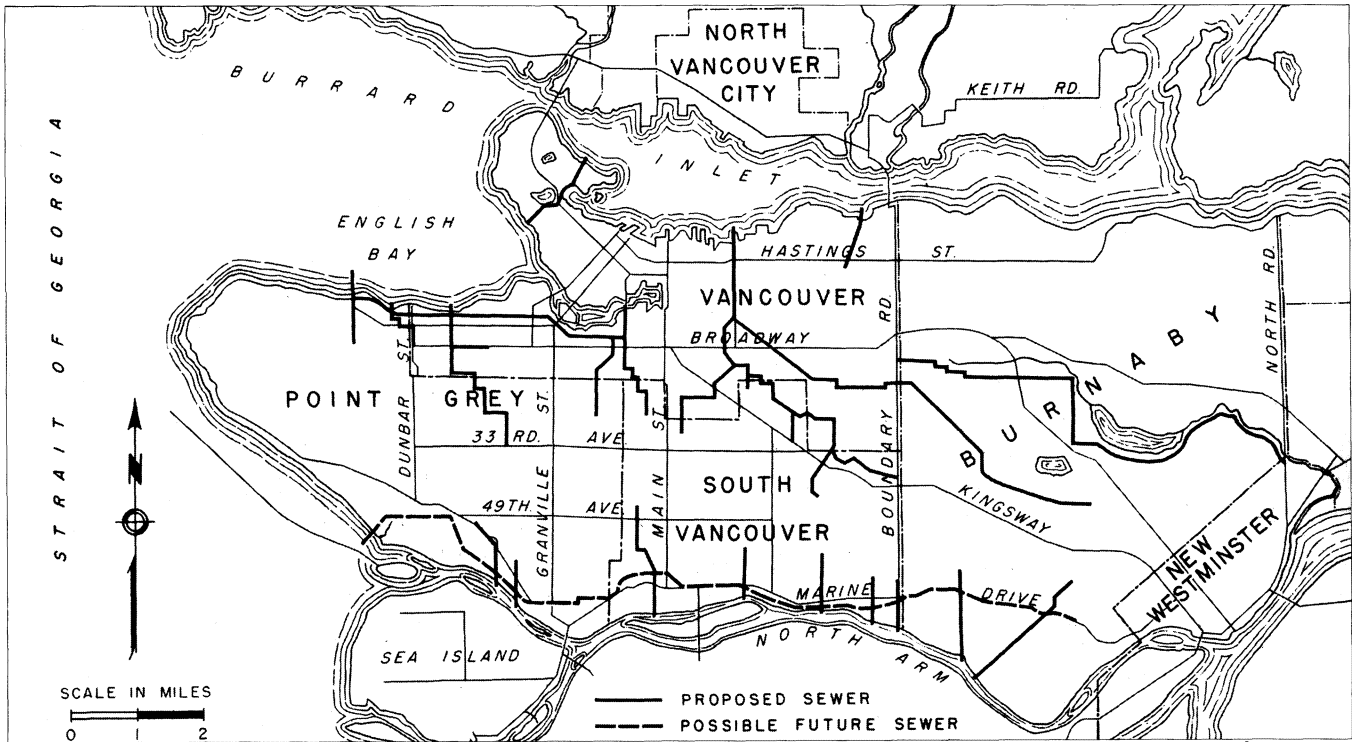 NORTH
VANCOUVER
CITY
BURRARD
INLET
KEITH RD.
STRAIT OF GEORGIA
ENGLISH
BAY
HASTINGS ST.
VANCOUVER
BROADWAY
NORTH RD.
BURNABY
POINT GREY
DUNBAR ST.
GRANVILLE ST.
MAIN ST.
BOUNDARY RD.
33 RD. AVE.
49TH. AVE.
SOUTH
VANCOUVER
KINGSWAY
NEW
WESTMINSTER
MARINE DRIVE
NORTH ARM
SEA ISLAND
N
SCALE IN MILES
0 1 2
PROPOSED SEWER
POSSIBLE FUTURE SEWER